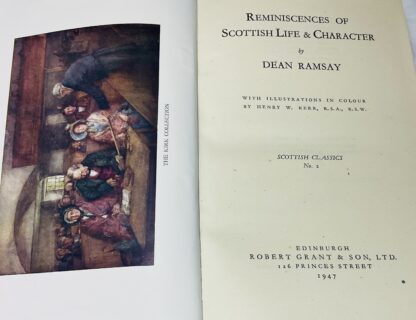 THE KIRK COLLECTION
REMINISCENCES OF
SCOTTISH LIFE & CHARACTER
by
DEAN RAMSAY
WITH ILLUSTRATIONS IN COLOUR
BY HENRY W. KERR, R.S.A., R.S.W.
SCOTTISH CLASSICS
No. 2
EDINBURGH
ROBERT GRANT & SON, LTD.
126 PRINCES STREET
1947